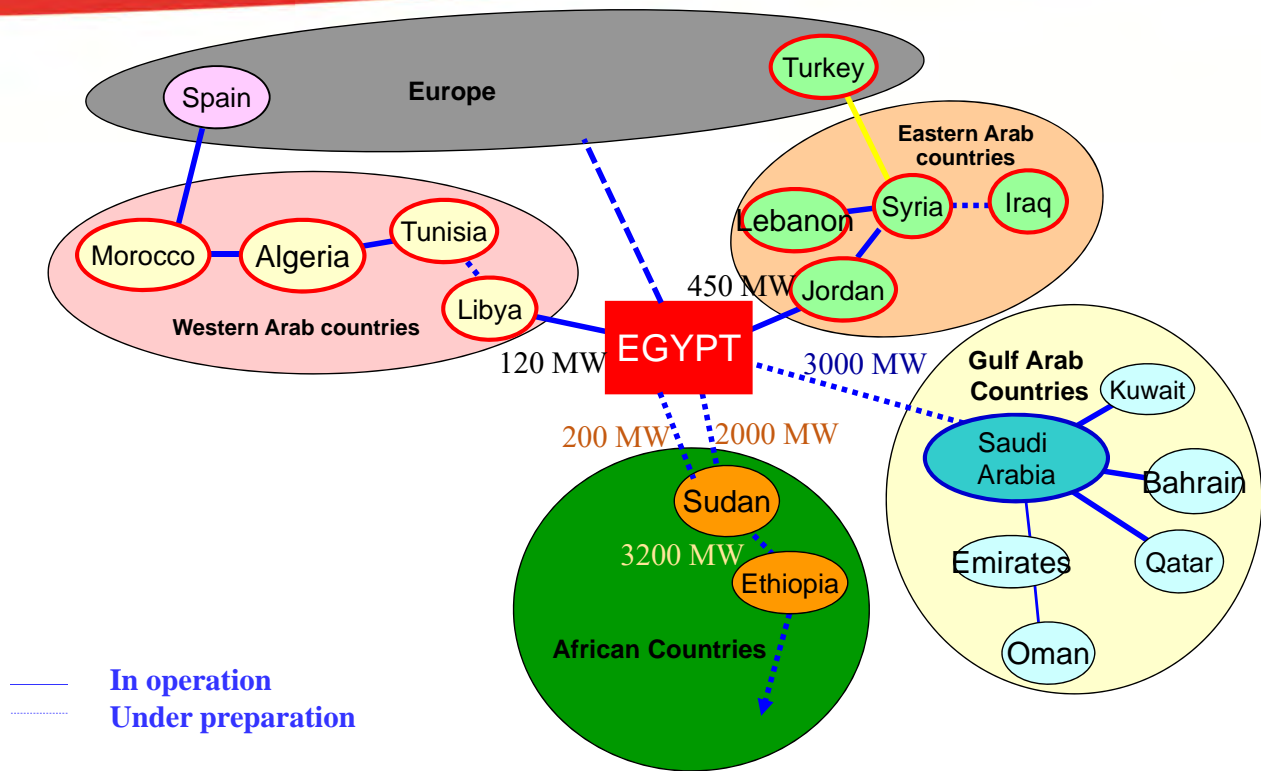 Europe
Spain
Turkey
Eastern Arab
countries
Lebanon
Syria
Iraq
Jordan
450 MW
Morocco
Algeria
Tunisia
Libya
Western Arab countries
120 MW
EGYPT
3000 MW
Gulf Arab
Countries
Kuwait
Saudi
Arabia
Bahrain
Emirates
Qatar
Oman
200 MW
2000 MW
Sudan
3200 MW
Ethiopia
African Countries
In operation
Under preparation